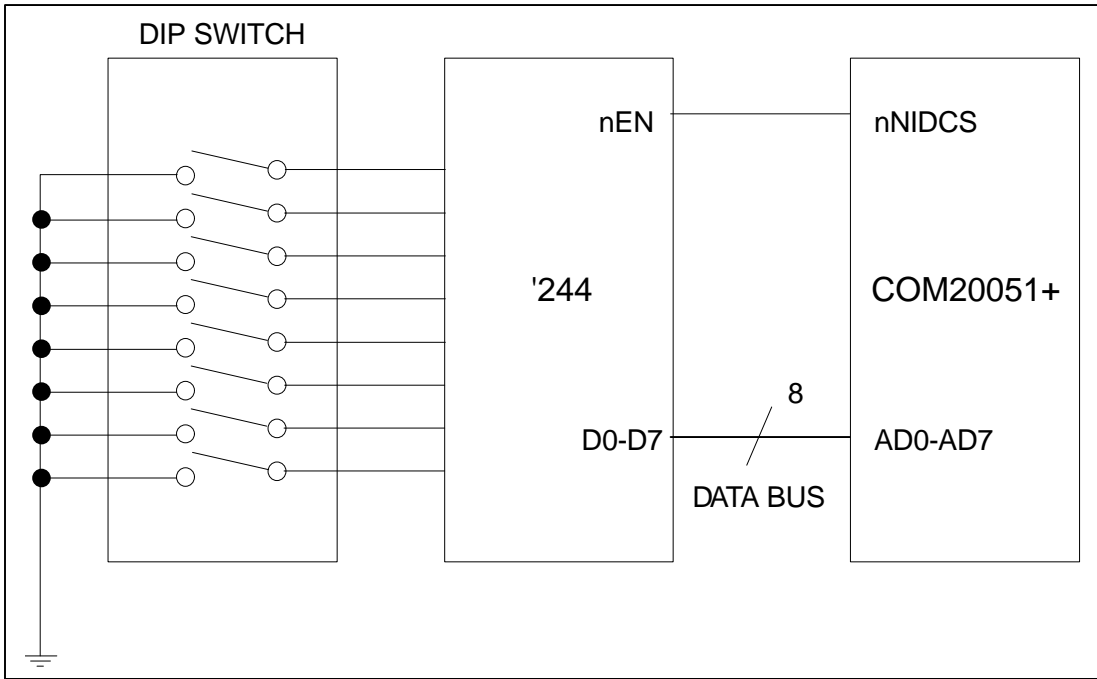 DIP SWITCH
nEN
nNIDCS
'244
COM20051+
8
D0-D7
AD0-AD7
DATA BUS